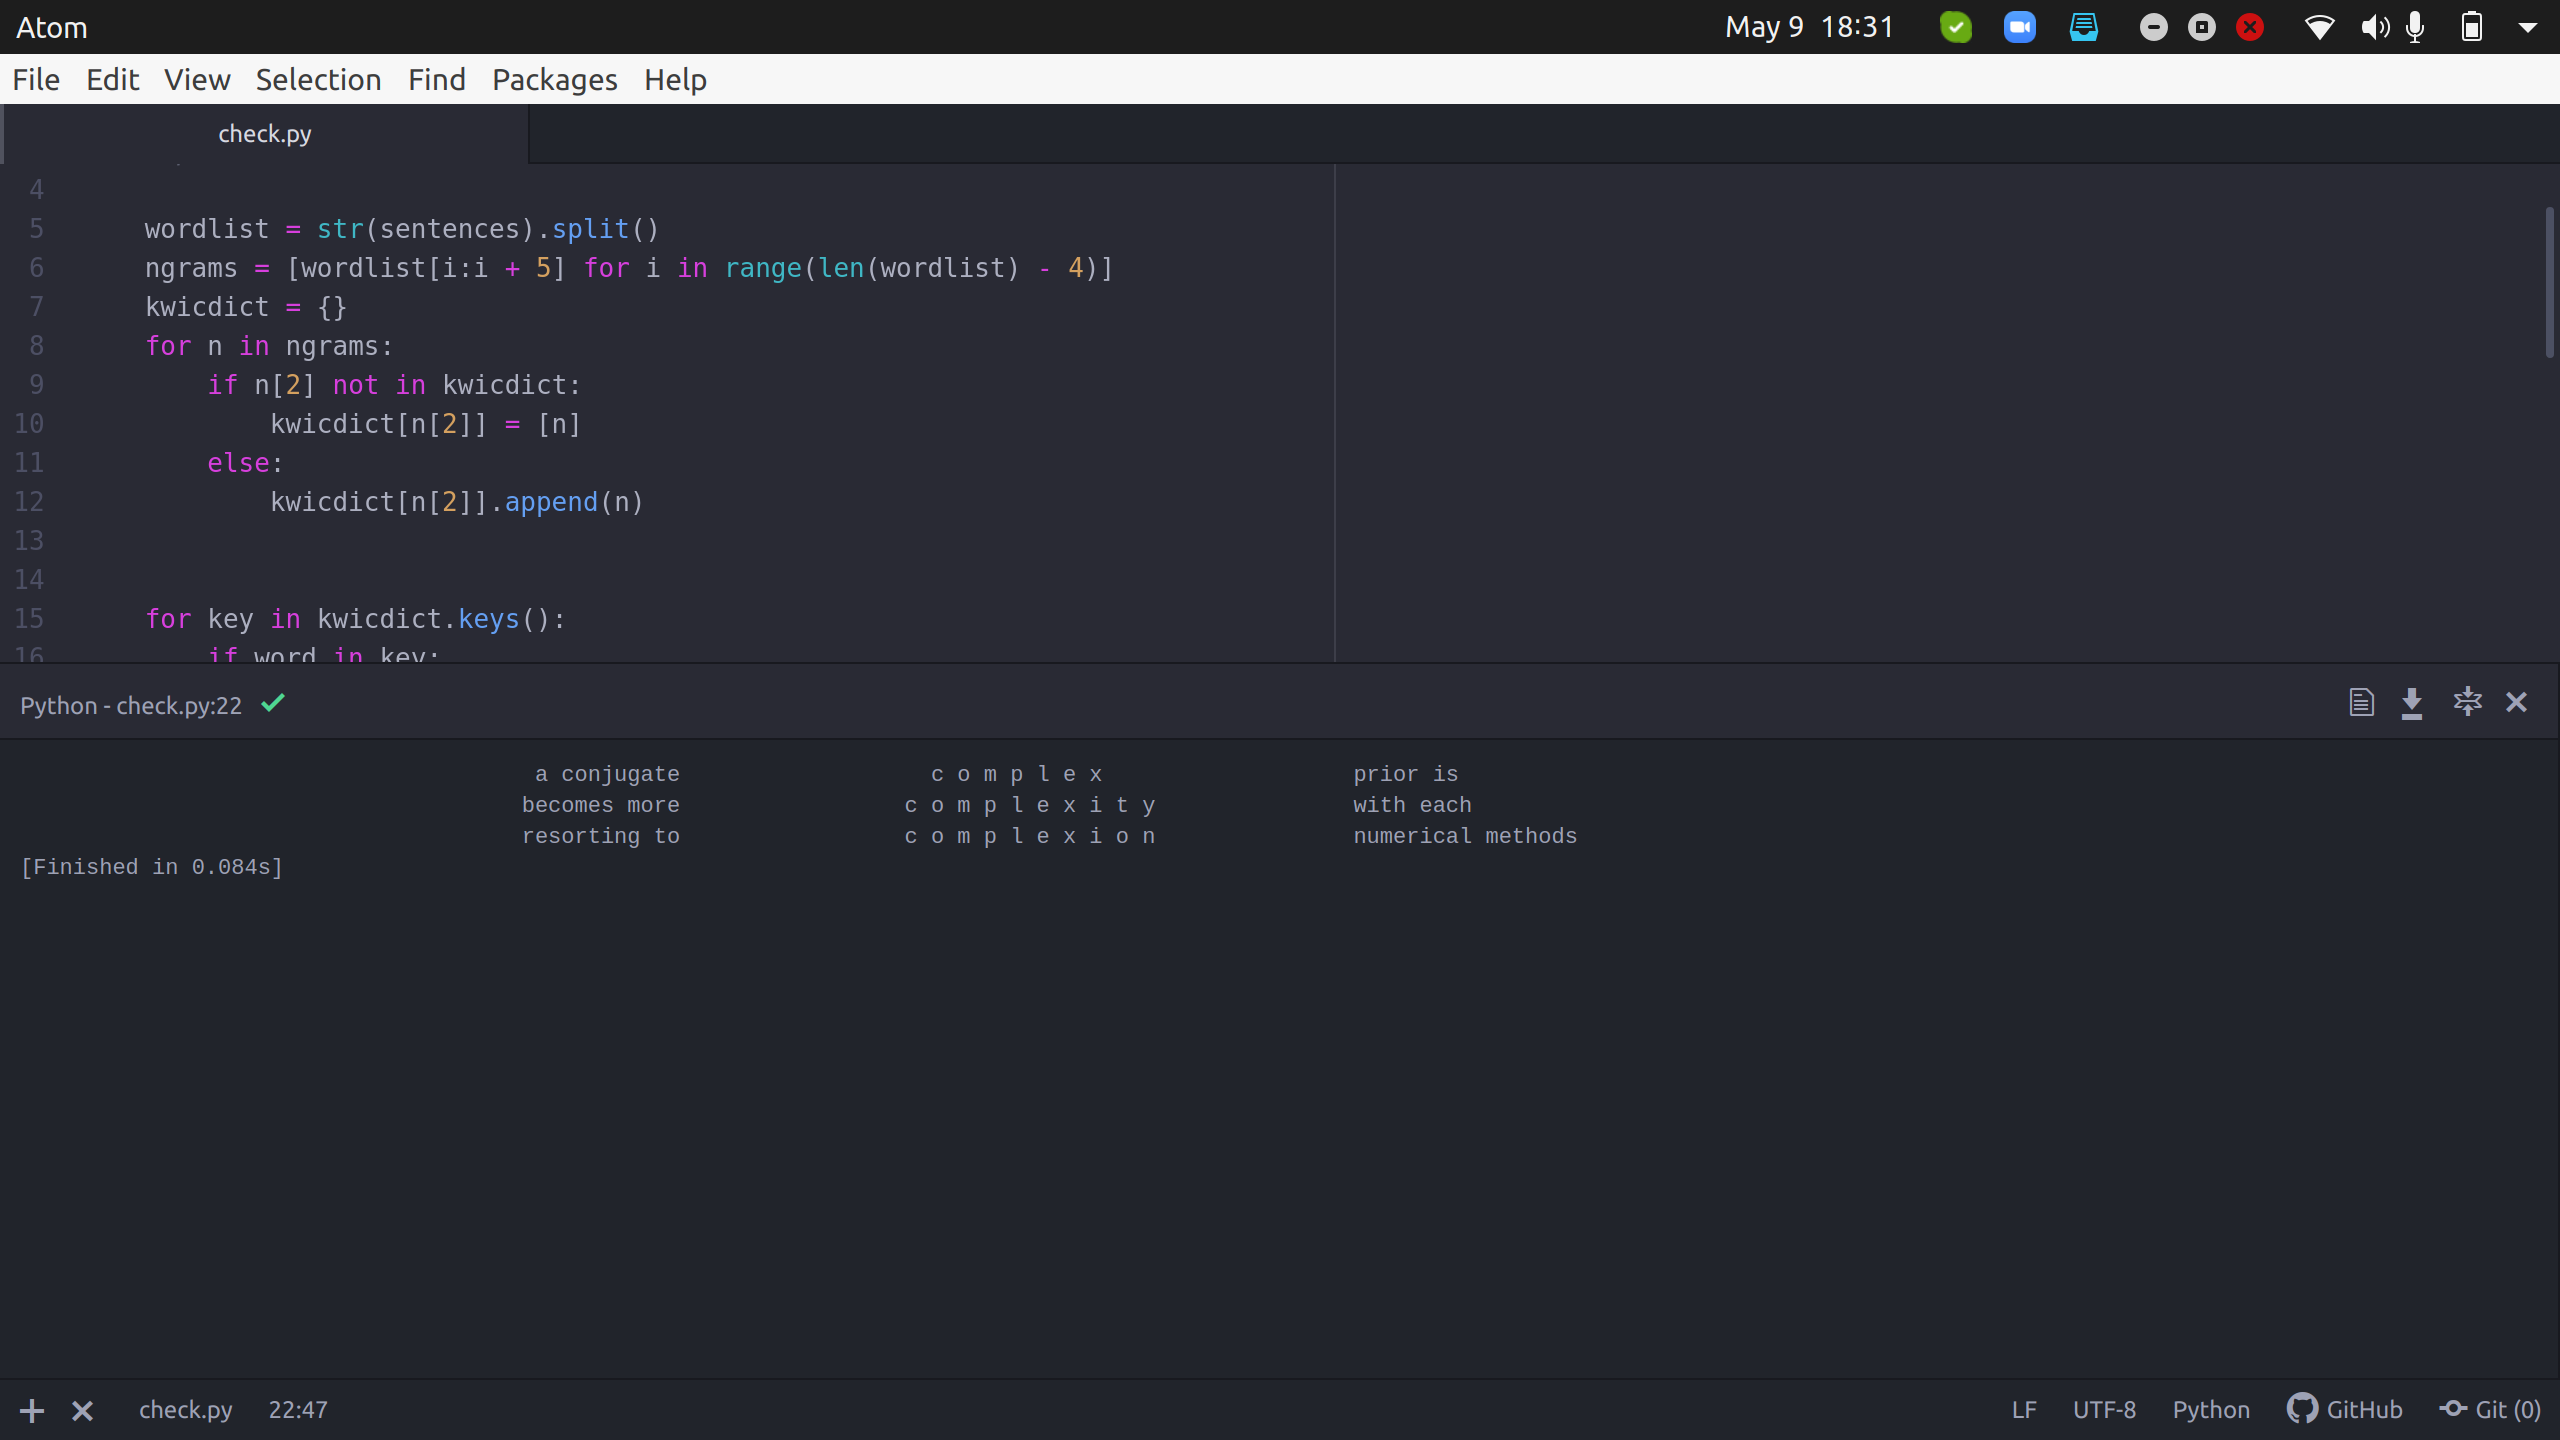 Atom May 9 18:31
File Edit View Selection Find Packages Help
check.py
4
5 wordlist = str(sentences).split()
6 ngrams = [wordlist[i:i + 5] for i in range(len(wordlist) - 4)]
7 kwicdict = {}
8 for n in ngrams:
9 if n[2] not in kwicdict:
10 kwicdict[n[2]] = [n]
11 else:
12 kwicdict[n[2]].append(n)
13
14
15 for key in kwicdict.keys():
16 if word in key:
Python - check.py:22
a conjugate c o m p l e x prior is
becomes more c o m p l e x i t y with each
resorting to c o m p l e x i o n numerical methods
[Finished in 0.084s]
check.py 22:47 LF UTF-8 Python GitHub Git (0)